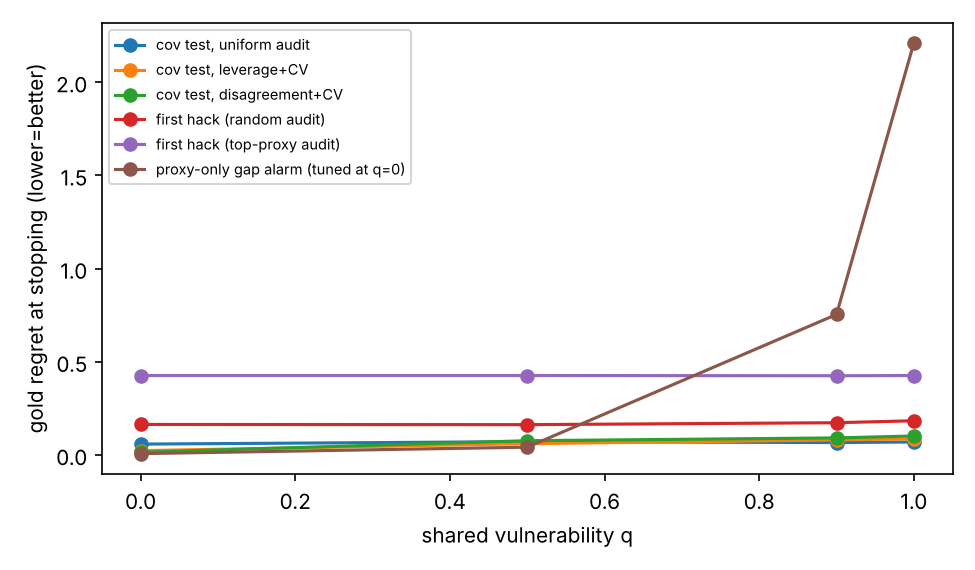 cov test, uniform audit
cov test, leverage+CV
cov test, disagreement+CV
first hack (random audit)
first hack (top-proxy audit)
proxy-only gap alarm (tuned at q=0)
gold regret at stopping (lower=better)
2.0
1.5
1.0
0.5
0.0
0.0 0.2 0.4 0.6 0.8 1.0
shared vulnerability q